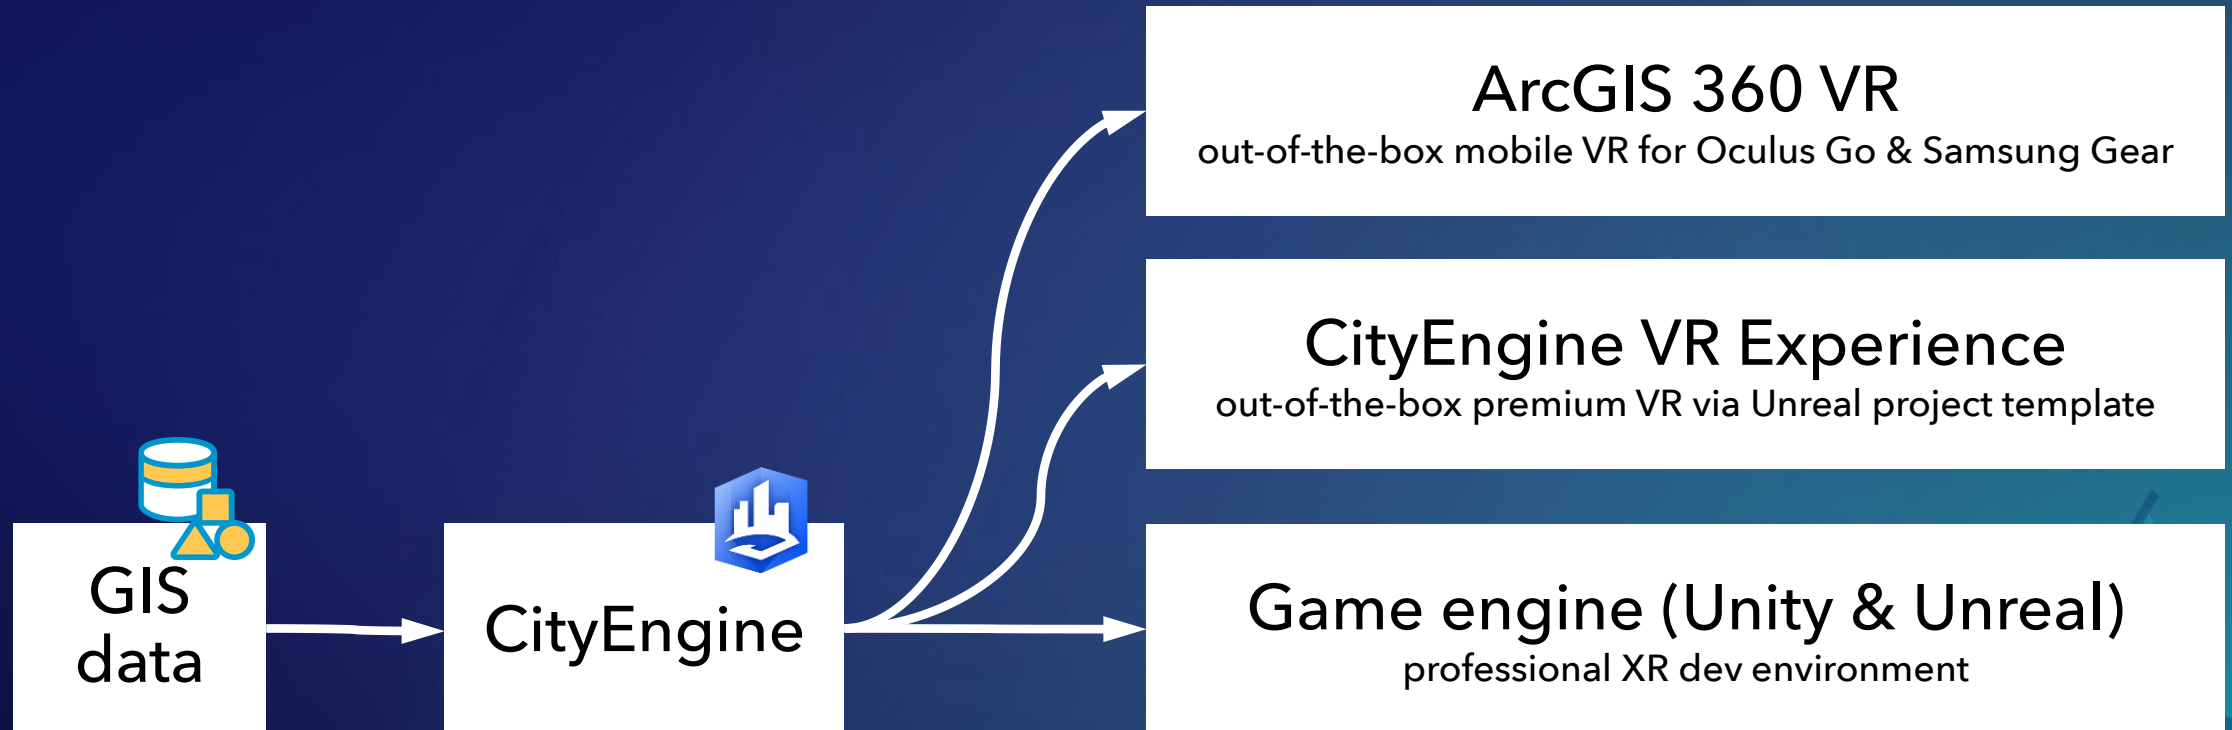 ArcGIS 360 VR
out-of-the-box mobile VR for Oculus Go & Samsung Gear
CityEngine VR Experience
out-of-the-box premium VR via Unreal project template
GIS
data
CityEngine
Game engine (Unity & Unreal)
professional XR dev environment